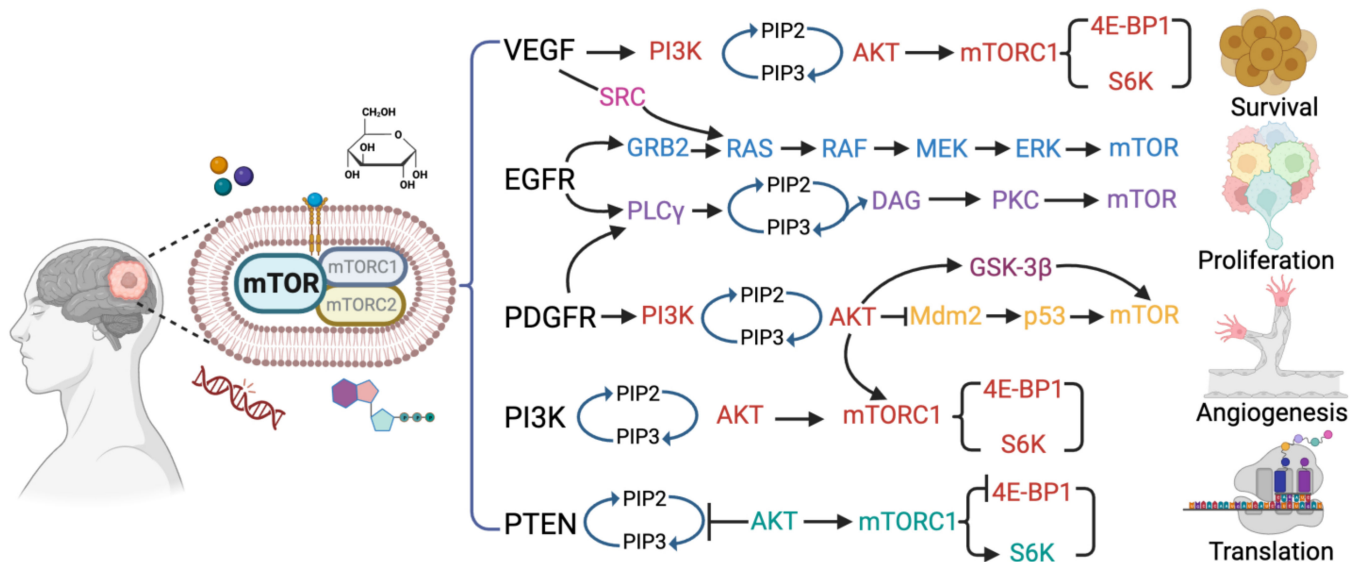 CH₂OH
O
OH
OH
OH
OH
mTOR
mTORC1
mTORC2
VEGF PI3K PIP2 PIP3 AKT mTORC1 4E-BP1 S6K
SRC
EGFR
GRB2 RAS RAF MEK ERK mTOR
PLCγ PIP2 PIP3 DAG PKC mTOR
GSK-3β
PDGFR PI3K PIP2 PIP3 AKT Mdm2 p53 mTOR
PI3K PIP2 PIP3 AKT mTORC1 4E-BP1 S6K
PTEN PIP2 PIP3 AKT mTORC1 4E-BP1 S6K
Survival
Proliferation
Angiogenesis
Translation